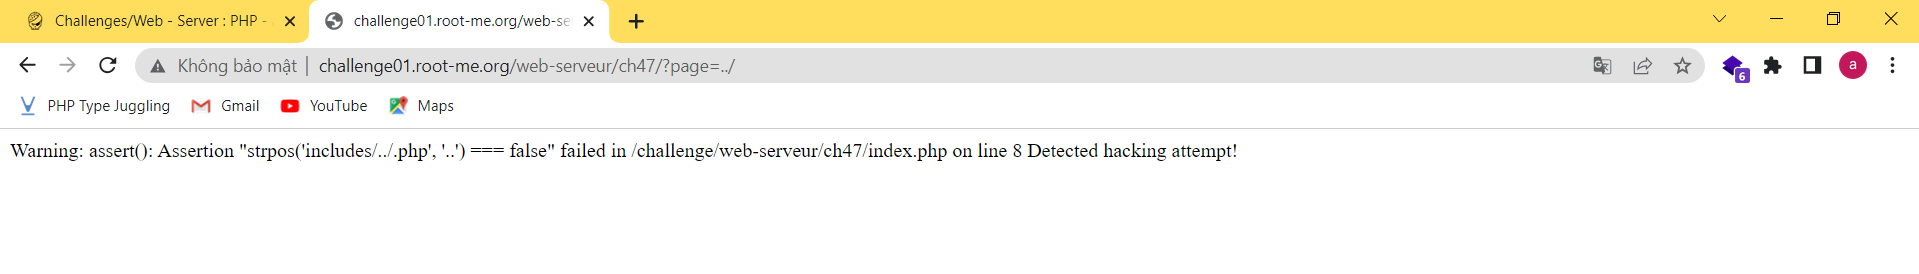 Challenges/Web - Server : PHP -
challenge01.root-me.org/web-se
Không bảo mật | challenge01.root-me.org/web-serveur/ch47/?page=../
6
a
PHP Type Juggling Gmail YouTube Maps
Warning: assert(): Assertion "strpos('includes/../.php', '..') === false" failed in /challenge/web-serveur/ch47/index.php on line 8 Detected hacking attempt!